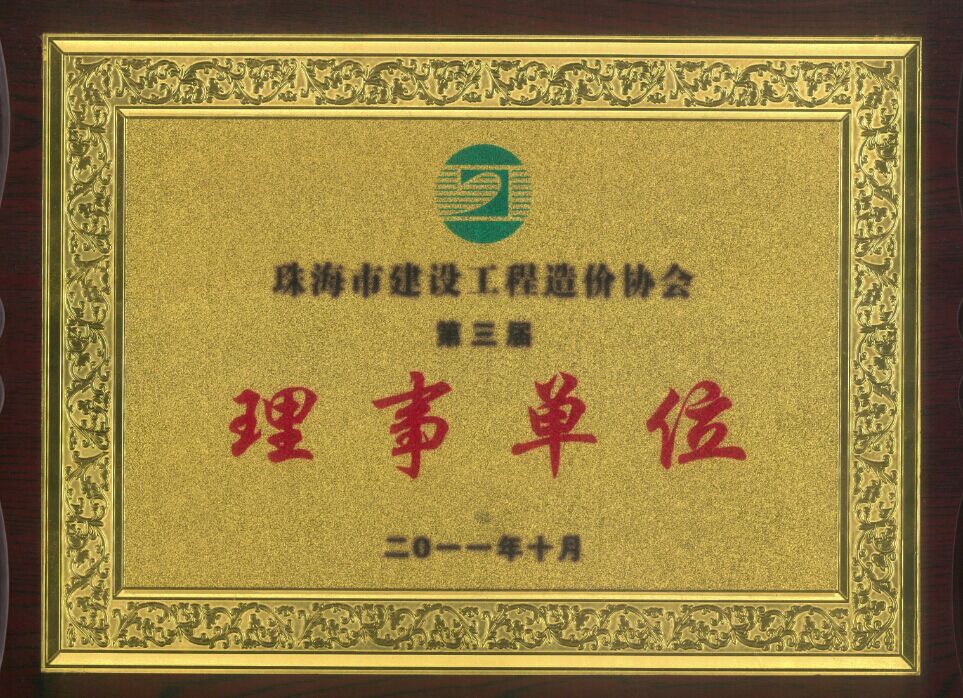 珠海市建设工程造价协会
第三届
理事单位
二0一一年十月